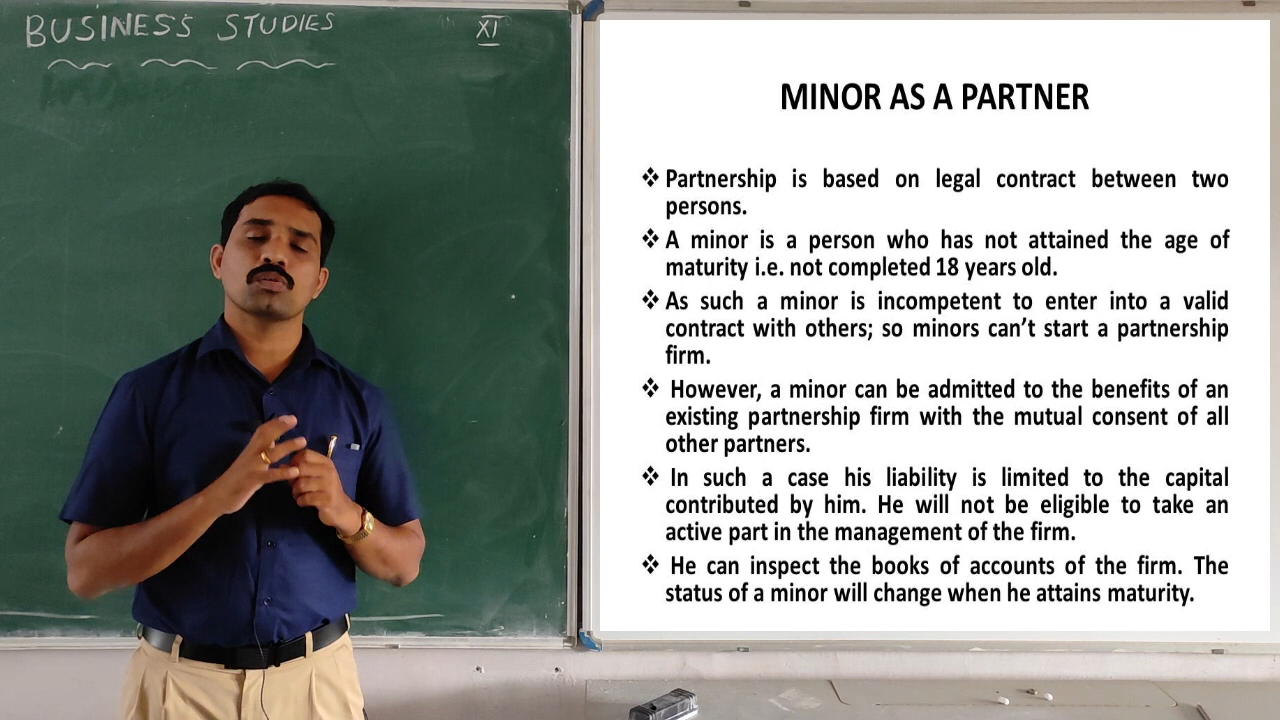 BUSINESS STUDIES
XI
MINOR AS A PARTNER
❖ Partnership is based on legal contract between two
persons.
❖ A minor is a person who has not attained the age of
maturity i.e. not completed 18 years old.
❖ As such a minor is incompetent to enter into a valid
contract with others; so minors can’t start a partnership
firm.
❖ However, a minor can be admitted to the benefits of an
existing partnership firm with the mutual consent of all
other partners.
❖ In such a case his liability is limited to the capital
contributed by him. He will not be eligible to take an
active part in the management of the firm.
❖ He can inspect the books of accounts of the firm. The
status of a minor will change when he attains maturity.